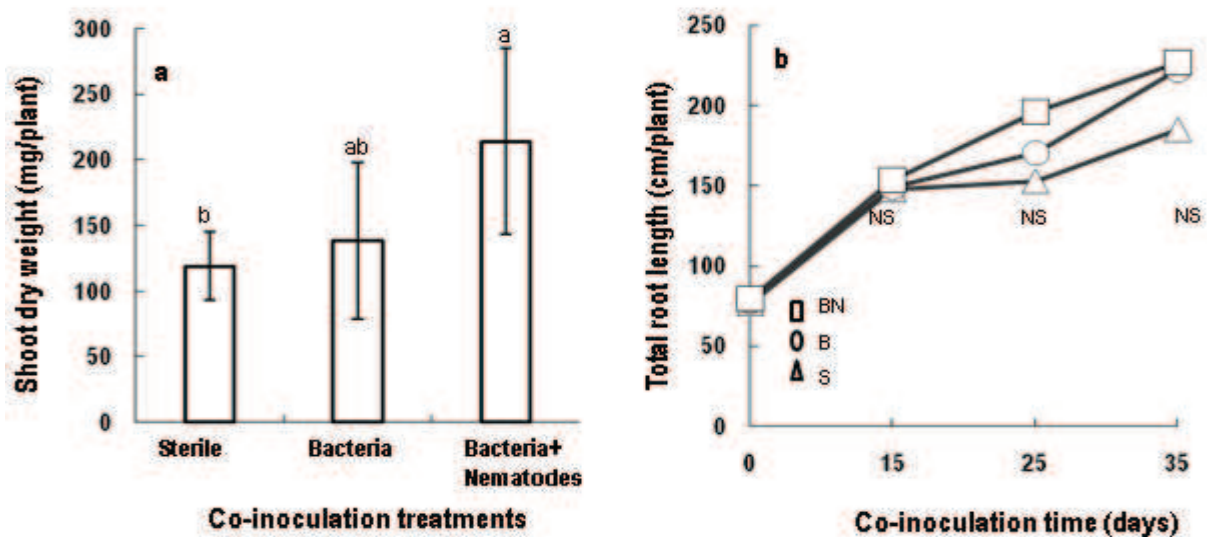 Shoot dry weight (mg/plant)
300
250
200
150
100
50
0
a
b
ab
a
Sterile
Bacteria
Bacteria+
Nematodes
Co-inoculation treatments
Total root length (cm/plant)
250
200
150
100
50
0
b
NS
NS
NS
BN
B
S
0
15
25
35
Co-inoculation time (days)